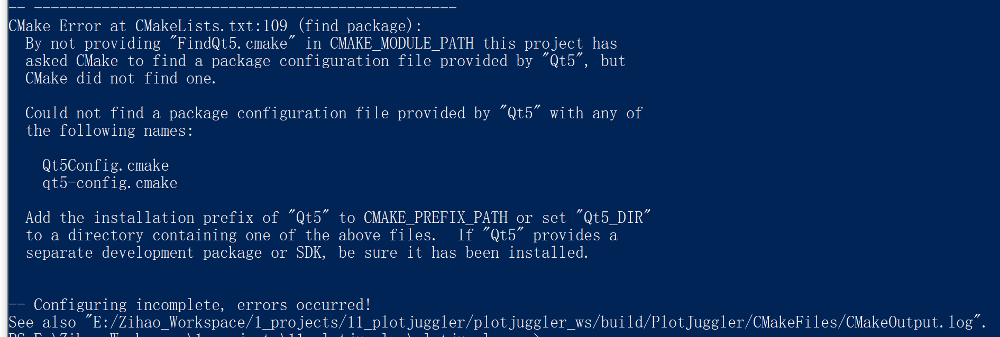 -- --------------------------------------------------
CMake Error at CMakeLists.txt:109 (find_package):
  By not providing "FindQt5.cmake" in CMAKE_MODULE_PATH this project has
  asked CMake to find a package configuration file provided by "Qt5", but
  CMake did not find one.

  Could not find a package configuration file provided by "Qt5" with any of
  the following names:

    Qt5Config.cmake
    qt5-config.cmake

  Add the installation prefix of "Qt5" to CMAKE_PREFIX_PATH or set "Qt5_DIR"
  to a directory containing one of the above files.  If "Qt5" provides a
  separate development package or SDK, be sure it has been installed.


-- Configuring incomplete, errors occurred!
See also "E:/Zihao_Workspace/1_projects/11_plotjuggler/plotjuggler_ws/build/PlotJuggler/CMakeFiles/CMakeOutput.log".